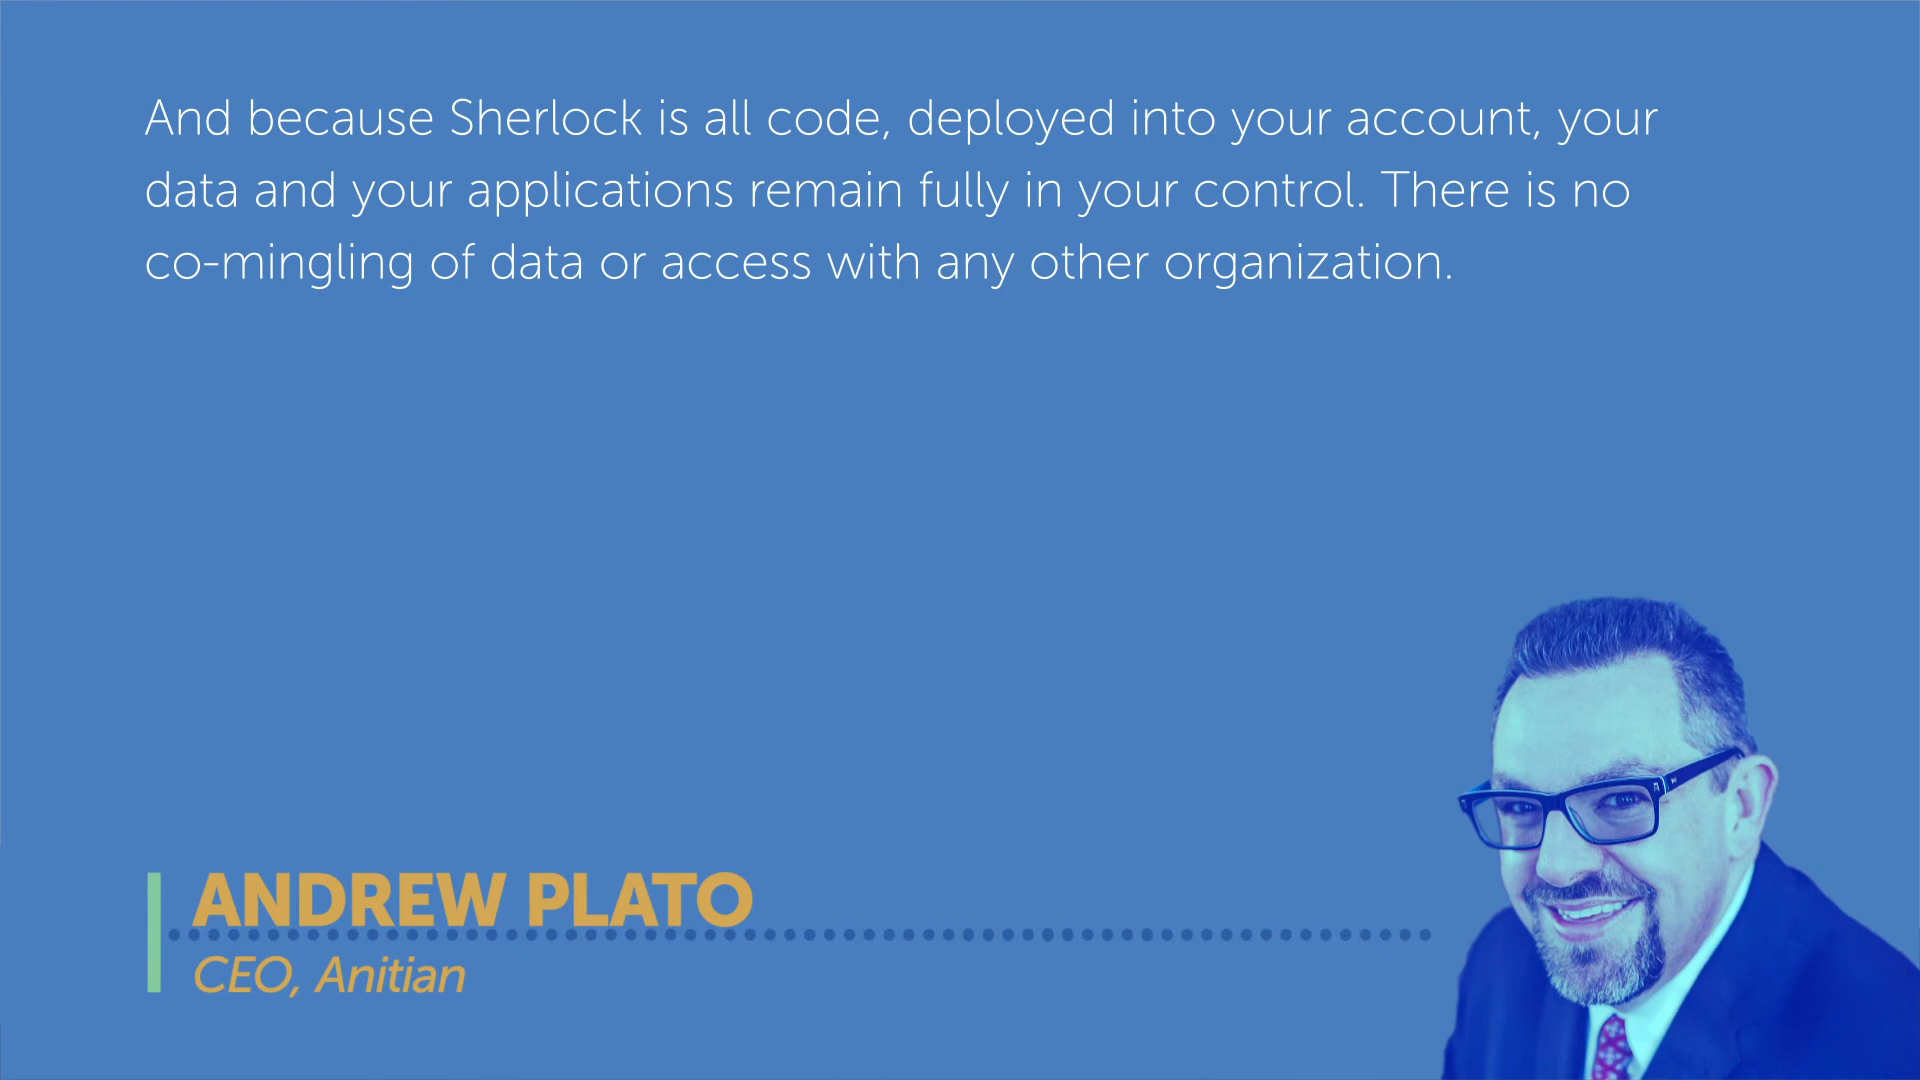 And because Sherlock is all code, deployed into your account, your
data and your applications remain fully in your control. There is no
co-mingling of data or access with any other organization.
ANDREW PLATO
CEO, Anitian